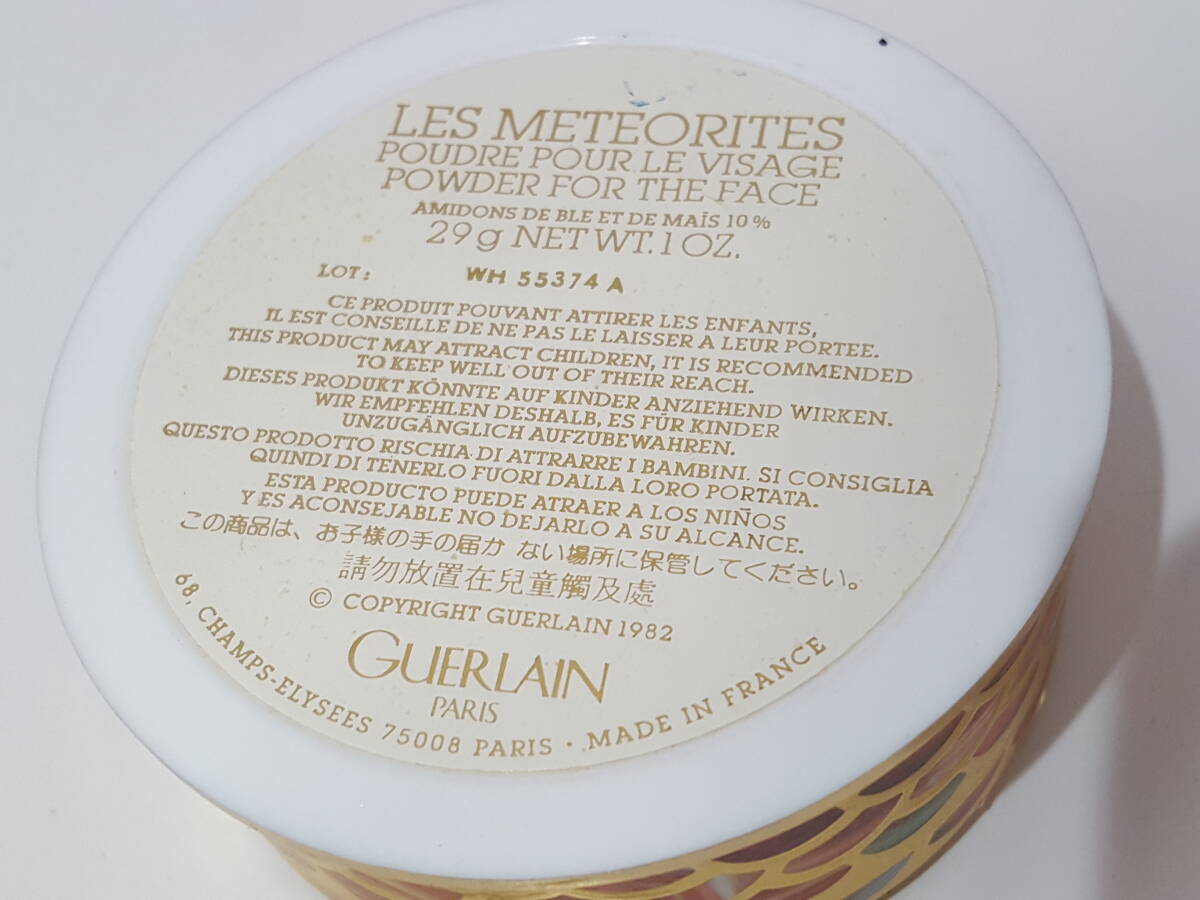 LES METEORITES
POUDRE POUR LE VISAGE
POWDER FOR THE FACE
AMIDONS DE BLE ET DE MAÏS 10%
29g NET WT. 1 OZ.
LOT: WH 55374 A
CE PRODUIT POUVANT ATTIRER LES ENFANTS,
IL EST CONSEILLE DE NE PAS LE LAISSER A LEUR PORTEE.
THIS PRODUCT MAY ATTRACT CHILDREN, IT IS RECOMMENDED
TO KEEP WELL OUT OF THEIR REACH.
DIESES PRODUKT KÖNNTE AUF KINDER ANZIEHEND WIRKEN.
WIR EMPFEHLEN DESHALB, ES FÜR KINDER
UNZUGÄNGLICH AUFZUBEWAHREN.
QUESTO PRODOTTO RISCHIA DI ATTRARRE I BAMBINI. SI CONSIGLIA
QUINDI DI TENERLO FUORI DALLA LORO PORTATA.
ESTA PRODUCTO PUEDE ATRAER A LOS NIÑOS
Y ES ACONSEJABLE NO DEJARLO A SU ALCANCE.
この商品は、お子様の手の届か ない場所に保管してください。
請勿放置在兒童觸及處
© COPYRIGHT GUERLAIN 1982
GUERLAIN
PARIS
68, CHAMPS-ELYSEES 75008 PARIS · MADE IN FRANCE